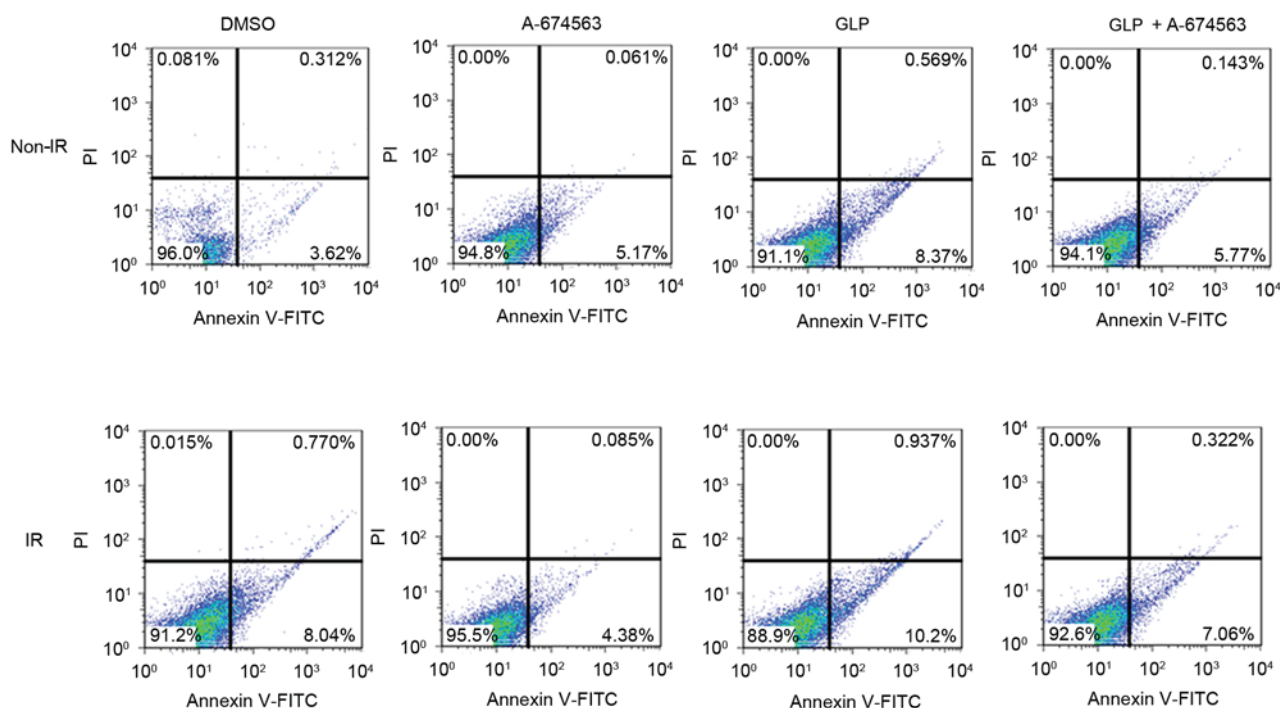 DMSO
A-674563
GLP
GLP + A-674563
Non-IR
PI
10⁴
10³
10²
10¹
10⁰
0.081%
0.312%
96.0%
3.62%
10⁰ 10¹ 10² 10³ 10⁴
Annexin V-FITC
PI
10⁴
10³
10²
10¹
10⁰
0.00%
0.061%
94.8%
5.17%
10⁰ 10¹ 10² 10³ 10⁴
Annexin V-FITC
PI
10⁴
10³
10²
10¹
10⁰
0.00%
0.569%
91.1%
8.37%
10⁰ 10¹ 10² 10³ 10⁴
Annexin V-FITC
PI
10⁴
10³
10²
10¹
10⁰
0.00%
0.143%
94.1%
5.77%
10⁰ 10¹ 10² 10³ 10⁴
Annexin V-FITC
IR
PI
10⁴
10³
10²
10¹
10⁰
0.015%
0.770%
91.2%
8.04%
10⁰ 10¹ 10² 10³ 10⁴
Annexin V-FITC
PI
10⁴
10³
10²
10¹
10⁰
0.00%
0.085%
95.5%
4.38%
10⁰ 10¹ 10² 10³ 10⁴
Annexin V-FITC
PI
10⁴
10³
10²
10¹
10⁰
0.00%
0.937%
88.9%
10.2%
10⁰ 10¹ 10² 10³ 10⁴
Annexin V-FITC
PI
10⁴
10³
10²
10¹
10⁰
0.00%
0.322%
92.6%
7.06%
10⁰ 10¹ 10² 10³ 10⁴
Annexin V-FITC